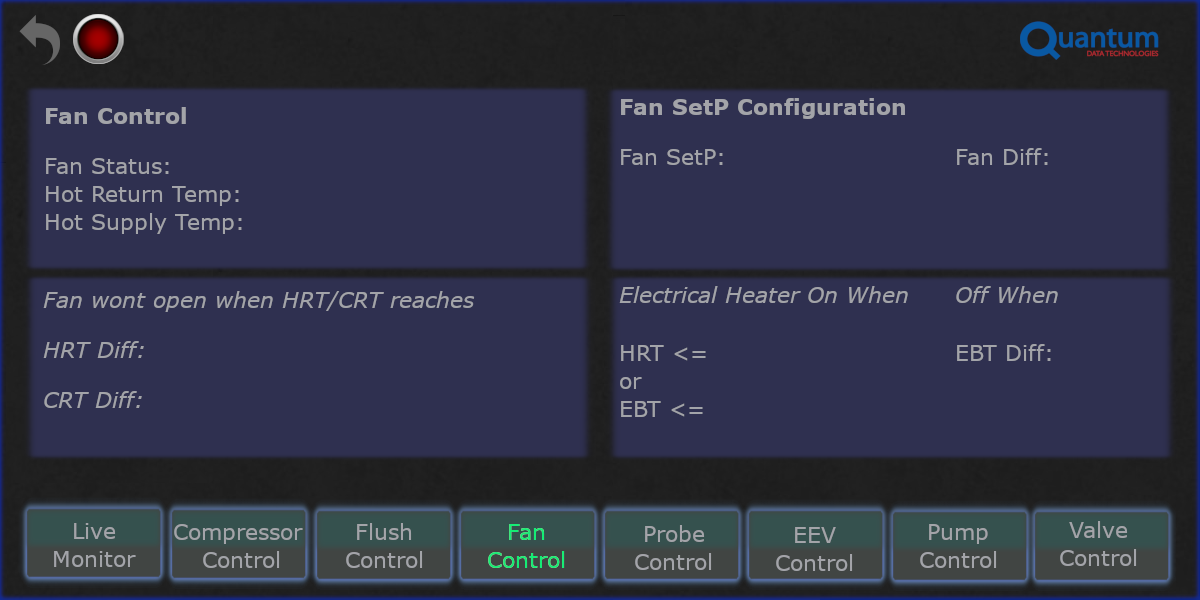 Quantum
DATA TECHNOLOGIES
Fan Control
Fan Status:
Hot Return Temp:
Hot Supply Temp:
Fan SetP Configuration
Fan SetP:
Fan Diff:
Fan wont open when HRT/CRT reaches
HRT Diff:
CRT Diff:
Electrical Heater On When
Off When
HRT <=
EBT Diff:
or
EBT <=
Live
Monitor
Compressor
Control
Flush
Control
Fan
Control
Probe
Control
EEV
Control
Pump
Control
Valve
Control